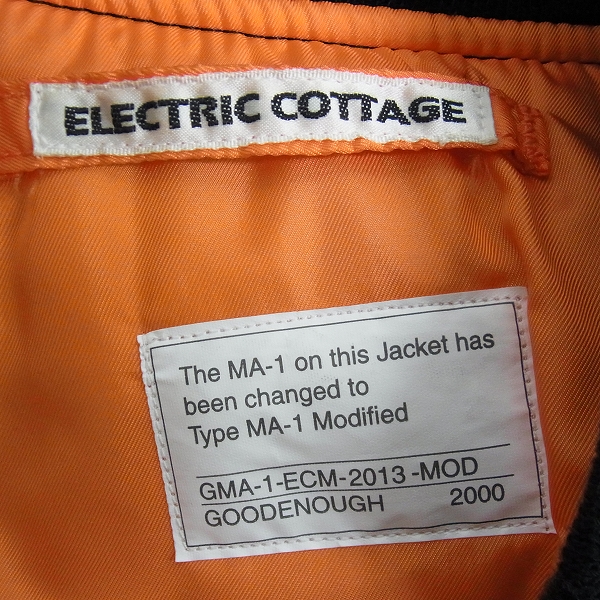 ELECTRIC COTTAGE
The MA-1 on this Jacket has
been changed to
Type MA-1 Modified
GMA-1-ECM-2013-MOD
GOODENOUGH 2000